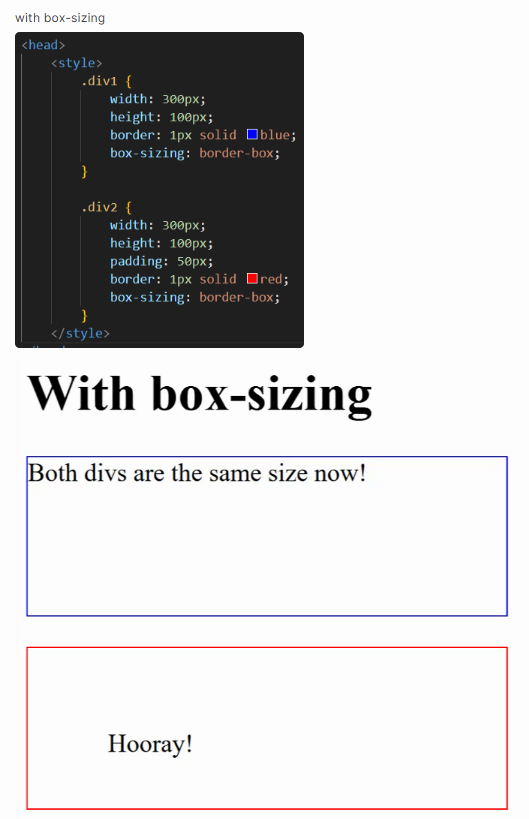 with box-sizing
<head>
<style>
.div1 {
width: 300px;
height: 100px;
border: 1px solid blue;
box-sizing: border-box;
}
.div2 {
width: 300px;
height: 100px;
padding: 50px;
border: 1px solid red;
box-sizing: border-box;
}
</style>
With box-sizing
Both divs are the same size now!
Hooray!